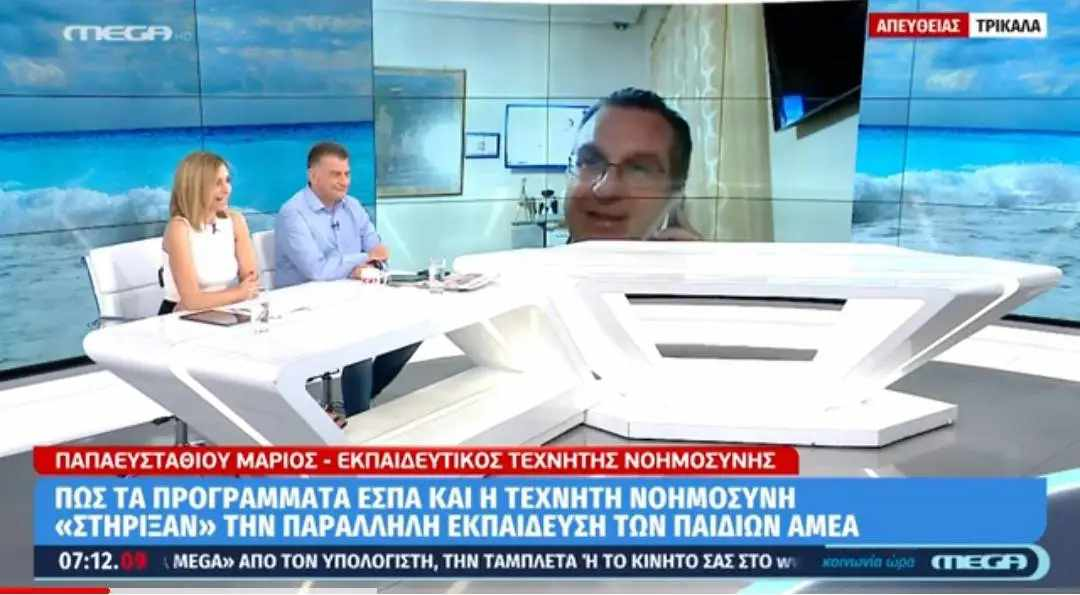 MEGA HD
ΑΠΕΥΘΕΙΑΣ ΤΡΙΚΑΛΑ
ΠΑΠΑΕΥΣΤΑΘΙΟΥ ΜΑΡΙΟΣ - ΕΚΠΑΙΔΕΥΤΙΚΟΣ ΤΕΧΝΗΤΗΣ ΝΟΗΜΟΣΥΝΗΣ
ΠΩΣ ΤΑ ΠΡΟΓΡΑΜΜΑΤΑ ΕΣΠΑ ΚΑΙ Η ΤΕΧΝΗΤΗ ΝΟΗΜΟΣΥΝΗ
«ΣΤΗΡΙΞΑΝ» ΤΗΝ ΠΑΡΑΛΛΗΛΗ ΕΚΠΑΙΔΕΥΣΗ ΤΩΝ ΠΑΙΔΙΩΝ ΑΜΕΑ
07:12.09 MEGA» ΑΠΟ ΤΟΝ ΥΠΟΛΟΓΙΣΤΗ, ΤΗΝ ΤΑΜΠΛΕΤΑ Ή ΤΟ ΚΙΝΗΤΟ ΣΑΣ ΣΤΟ κοινωνία ώρα MEGA